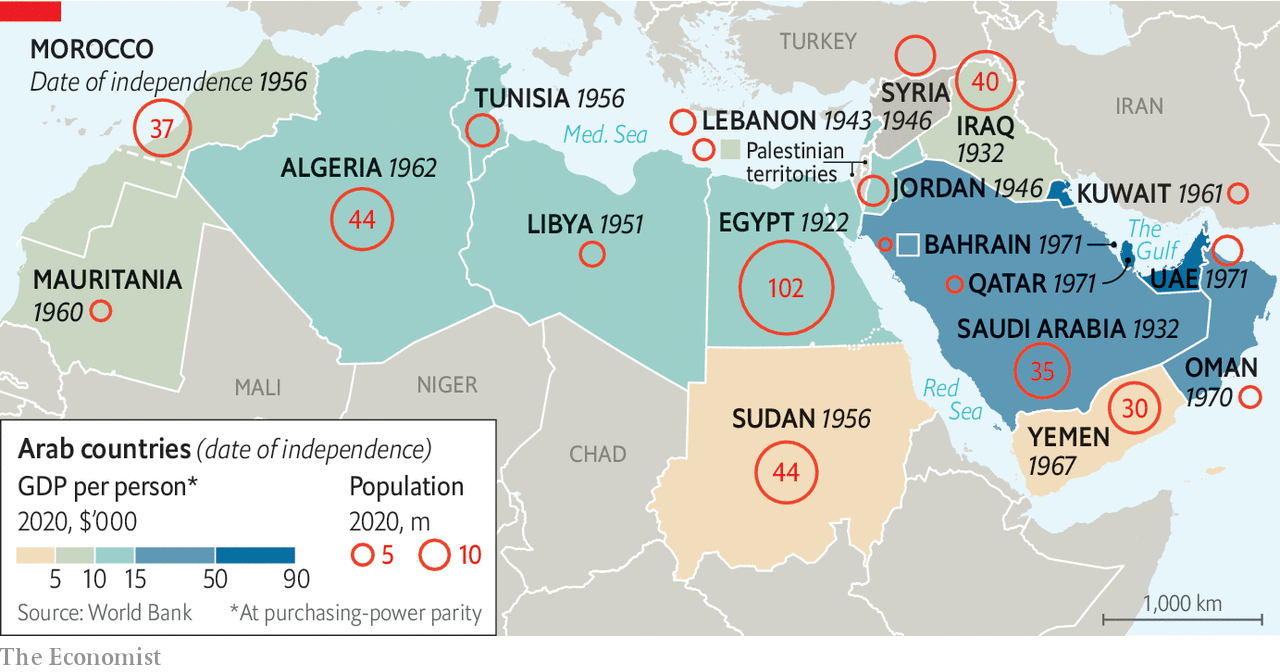 MOROCCO
Date of independence 1956
37
TUNISIA 1956
ALGERIA 1962
44
Med. Sea
TURKEY
SYRIA
1946
LEBANON 1943
Palestinian
territories
40
IRAQ
1932
IRAN
JORDAN 1946
KUWAIT 1961
LIBYA 1951
EGYPT 1922
102
The
Gulf
BAHRAIN 1971
QATAR 1971
UAE 1971
MAURITANIA
1960
SAUDI ARABIA 1932
35
OMAN
1970
MALI
NIGER
CHAD
SUDAN 1956
44
Red
Sea
30
YEMEN
1967
Arab countries (date of independence)
GDP per person*
2020, $’000
5 10 15 50 90
Population
2020, m
5 10
Source: World Bank
*At purchasing-power parity
1,000 km
The Economist